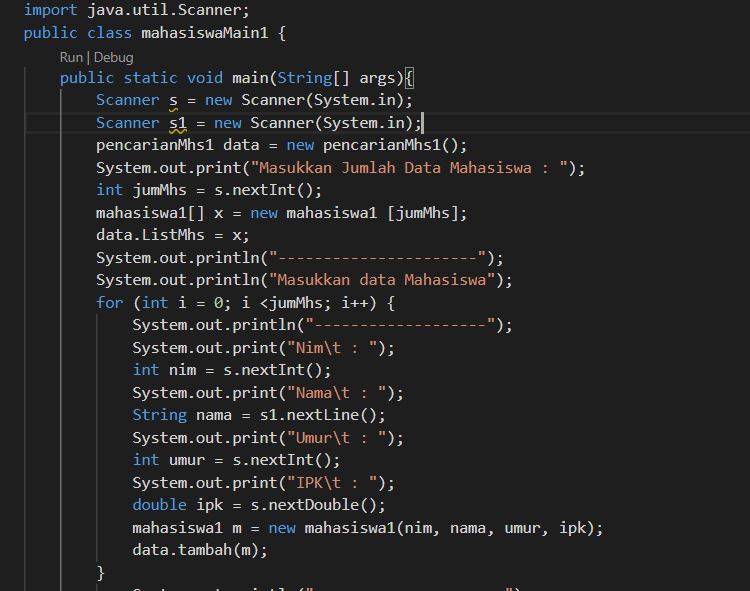 import java.util.Scanner;
public class mahasiswaMain1 {
Run | Debug
public static void main(String[] args){
Scanner s = new Scanner(System.in);
Scanner s1 = new Scanner(System.in);
pencarianMhs1 data = new pencarianMhs1();
System.out.print("Masukkan Jumlah Data Mahasiswa : ");
int jumMhs = s.nextInt();
mahasiswa1[] x = new mahasiswa1 [jumMhs];
data.ListMhs = x;
System.out.println("----------------------");
System.out.println("Masukkan data Mahasiswa");
for (int i = 0; i <jumMhs; i++) {
System.out.println("-------------------");
System.out.print("Nim\t : ");
int nim = s.nextInt();
System.out.print("Nama\t : ");
String nama = s1.nextLine();
System.out.print("Umur\t : ");
int umur = s.nextInt();
System.out.print("IPK\t : ");
double ipk = s.nextDouble();
mahasiswa1 m = new mahasiswa1(nim, nama, umur, ipk);
data.tambah(m);
}